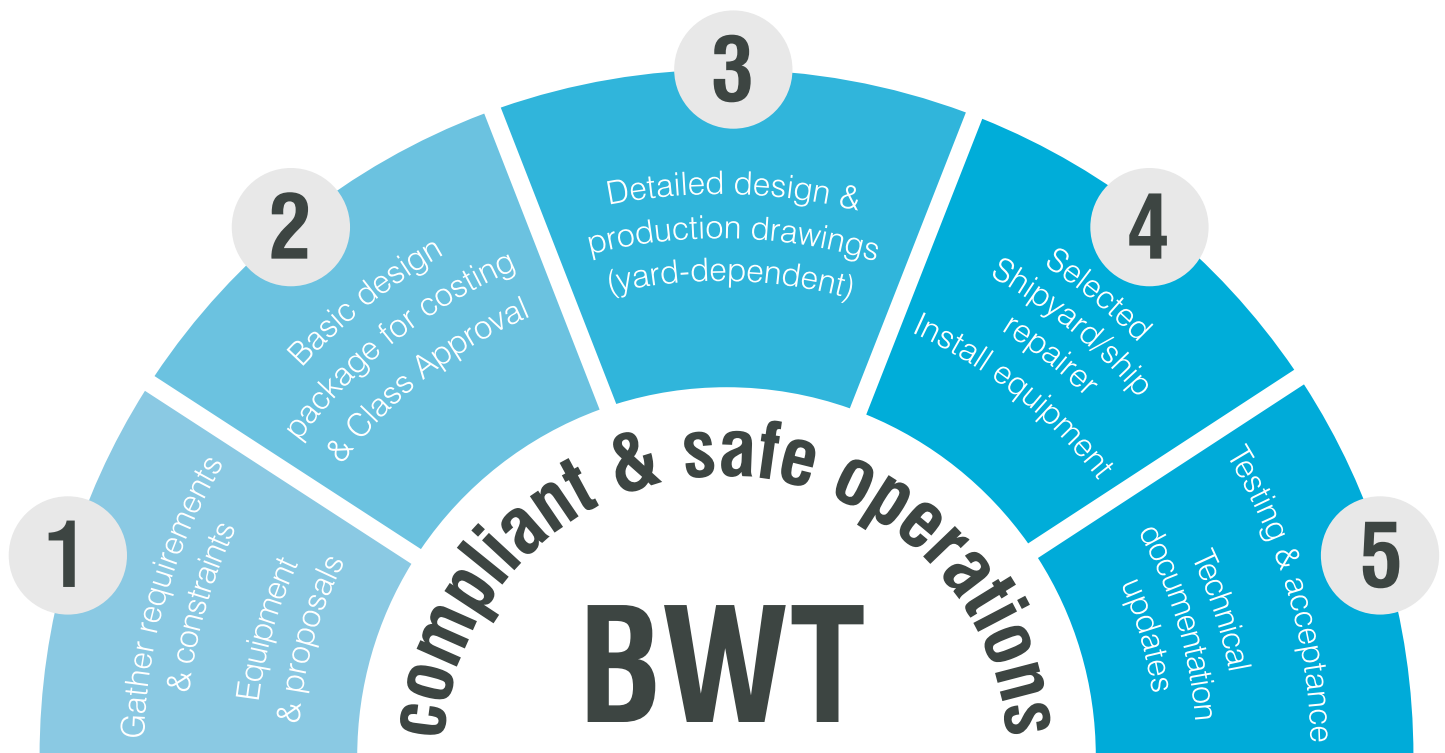 1
Gather requirements
& constraints
Equipment
& proposals
2
Basic design
package for costing
& Class Approval
3
Detailed design &
production drawings
(yard-dependent)
4
Selected
Shipyard/ship
repairer
Install equipment
5
Testing & acceptance
Technical
documentation
updates
compliant & safe operations
BWT